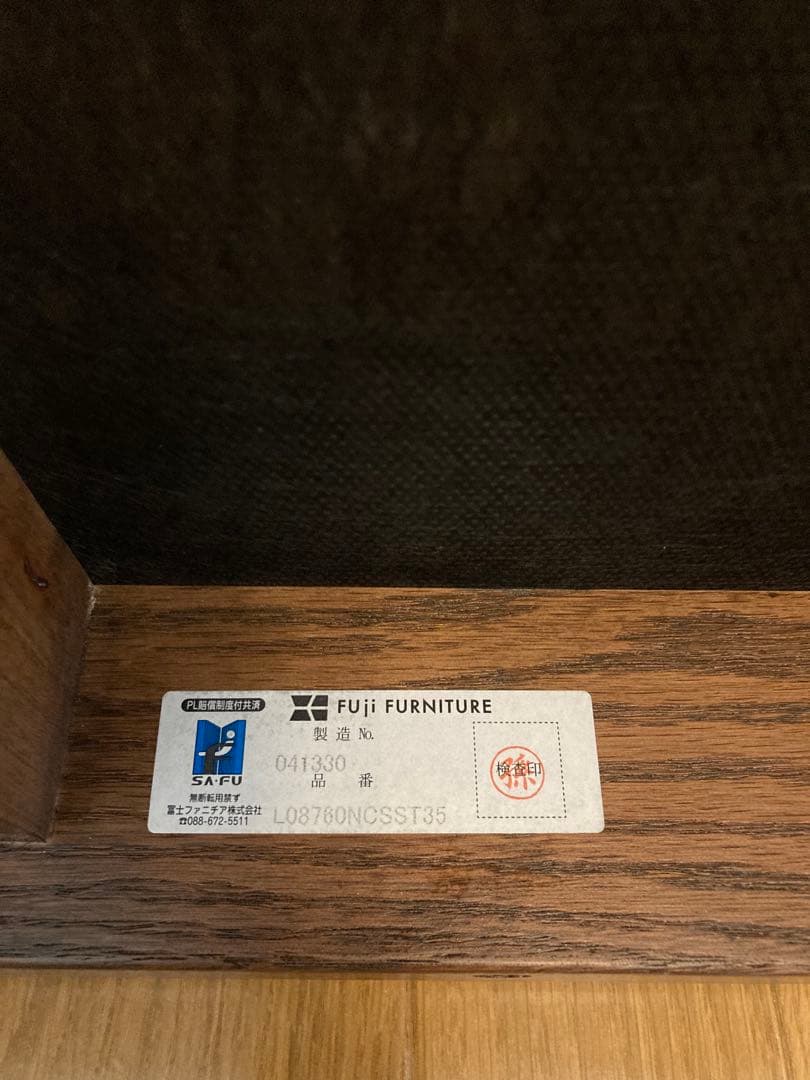 PL賠償制度付共済
SA・FU
無断転用禁ず
冨士ファニチア株式会社
☎088-672-5511
FUji FURNITURE
製造 No.
041330
品番
L08760NCSST35
検査印
孫